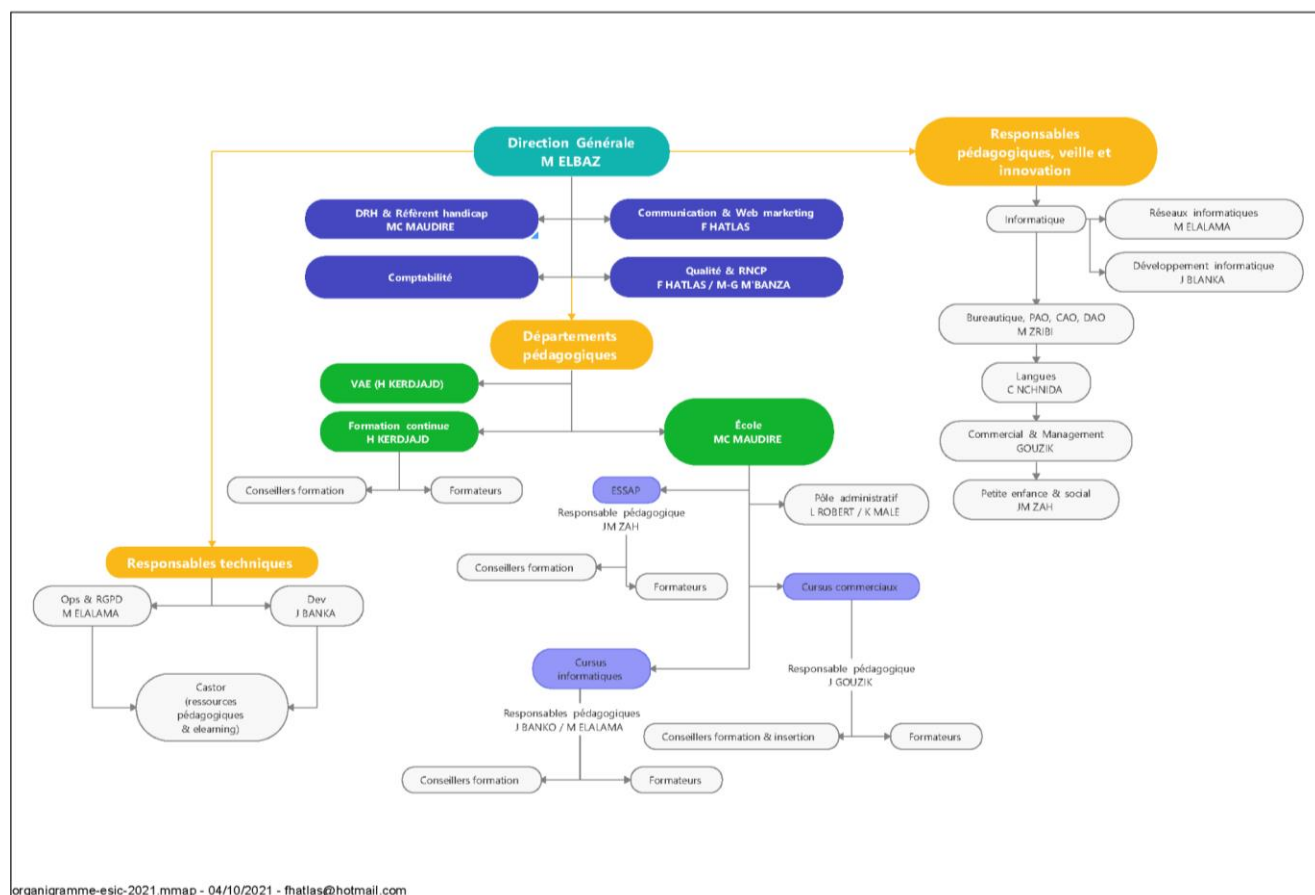 Direction Générale
M ELBAZ
Responsables
pédagogiques, veille et
innovation
DRH & Réfèrent handicap
MC MAUDIRE
Communication & Web marketing
F HATLAS
Comptabilité
Qualité & RNCP
F HATLAS / M-G M'BANZA
Informatique
Réseaux informatiques
M ELALAMA
Développement informatique
J BLANKA
Bureautique, PAO, CAO, DAO
M ZRIBI
Langues
C NCHNIDA
Commercial & Management
GOUZIK
Petite enfance & social
JM ZAH
Départements
pédagogiques
VAE (H KERDJAJD)
Formation continue
H KERDJAJD
École
MC MAUDIRE
Conseillers formation
Formateurs
ESSAP
Responsable pédagogique
JM ZAH
Pôle administratif
L ROBERT / K MALE
Conseillers formation
Formateurs
Cursus commerciaux
Responsable pédagogique
J GOUZIK
Conseillers formation & insertion
Formateurs
Cursus
informatiques
Responsables pédagogiques
J BANKO / M ELALAMA
Conseillers formation
Formateurs
Responsables techniques
Ops & RGPD
M ELALAMA
Dev
J BANKA
Castor
(ressources
pédagogiques
& elearning)
organigramme-esic-2021.mmap - 04/10/2021 - fhatlas@hotmail.com